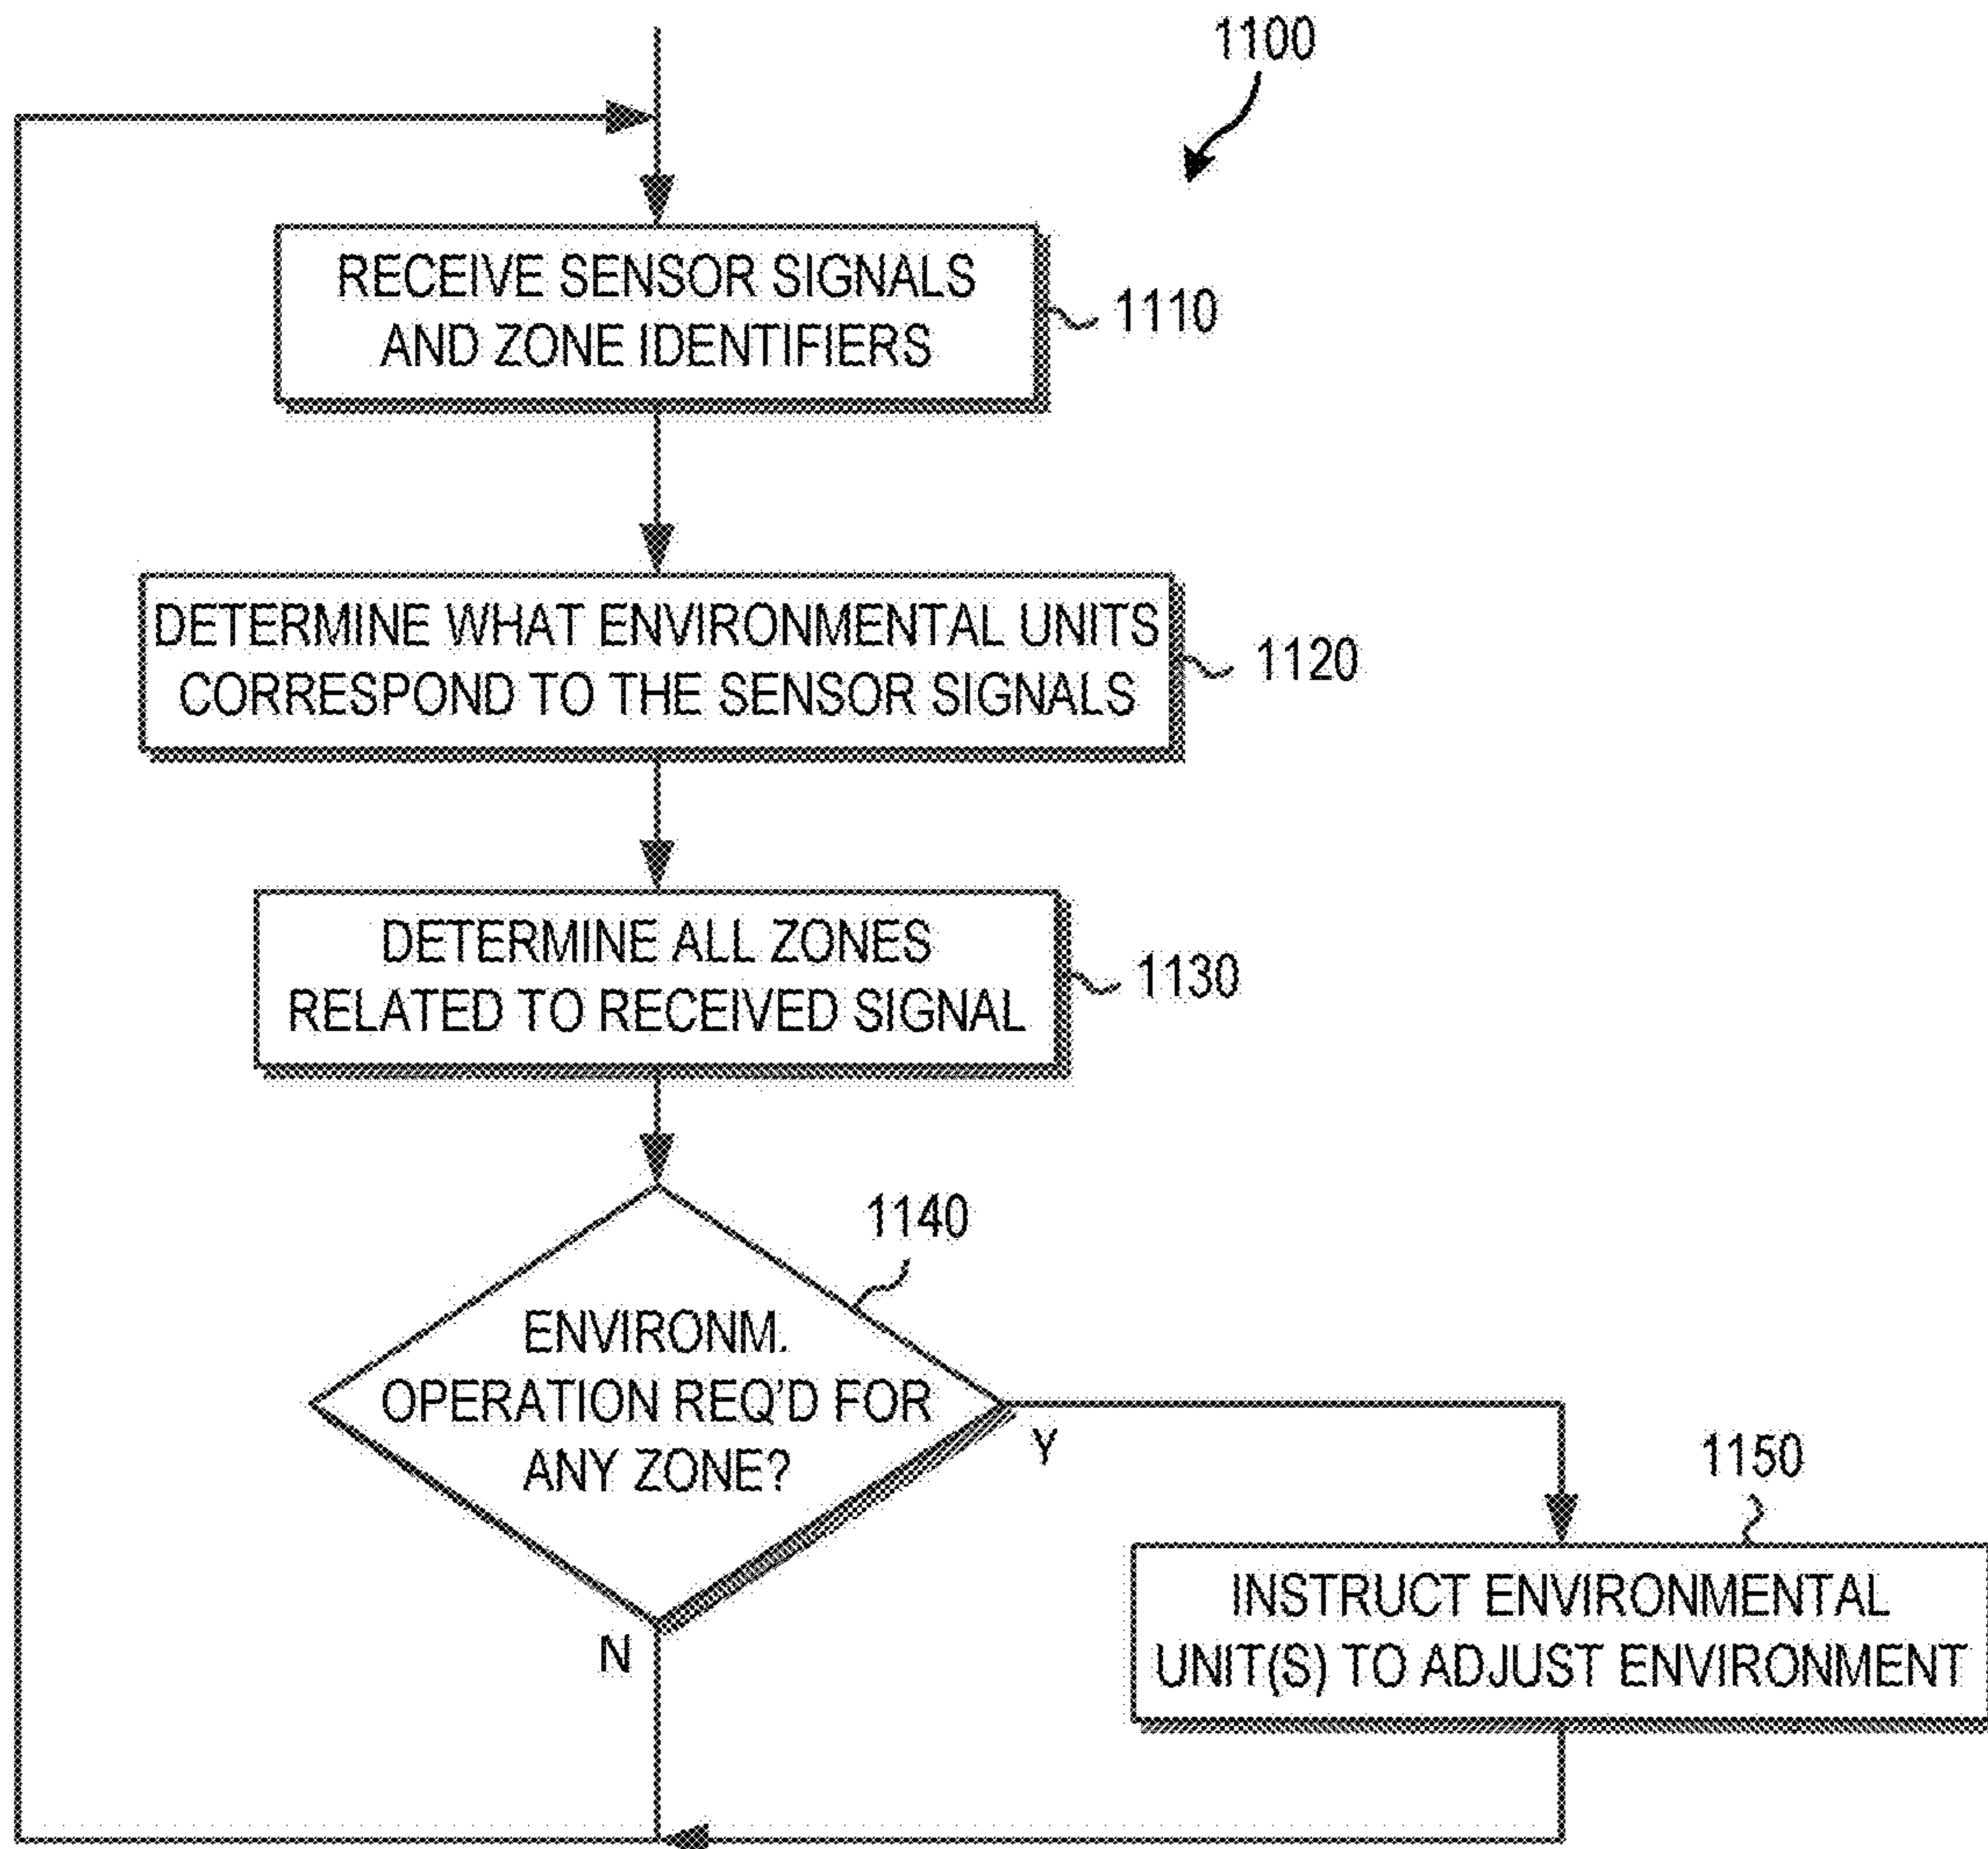 1100
RECEIVE SENSOR SIGNALS
AND ZONE IDENTIFIERS
1110
DETERMINE WHAT ENVIRONMENTAL UNITS
CORRESPOND TO THE SENSOR SIGNALS
1120
DETERMINE ALL ZONES
RELATED TO RECEIVED SIGNAL
1130
1140
ENVIRONM.
OPERATION REQ'D FOR
ANY ZONE?
Y
N
1150
INSTRUCT ENVIRONMENTAL
UNIT(S) TO ADJUST ENVIRONMENT